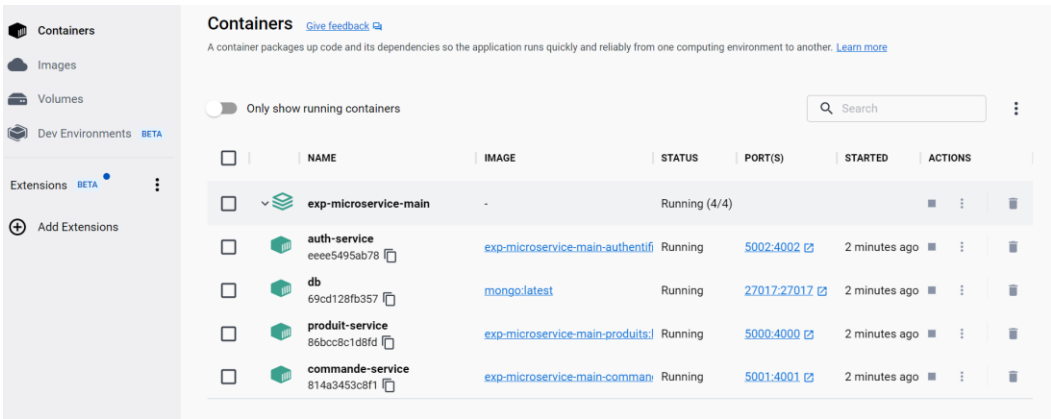 Containers
Images
Volumes
Dev Environments BETA
Extensions BETA
Add Extensions
Containers Give feedback
A container packages up code and its dependencies so the application runs quickly and reliably from one computing environment to another. Learn more
Only show running containers
Search
NAME IMAGE STATUS PORT(S) STARTED ACTIONS
exp-microservice-main - Running (4/4)
auth-service
eeee5495ab78
exp-microservice-main-authentifi Running 5002:4002 2 minutes ago
db
69cd128fb357
mongo:latest Running 27017:27017 2 minutes ago
produit-service
86bcc8c1d8fd
exp-microservice-main-produits:l Running 5000:4000 2 minutes ago
commande-service
814a3453c8f1
exp-microservice-main-comman Running 5001:4001 2 minutes ago